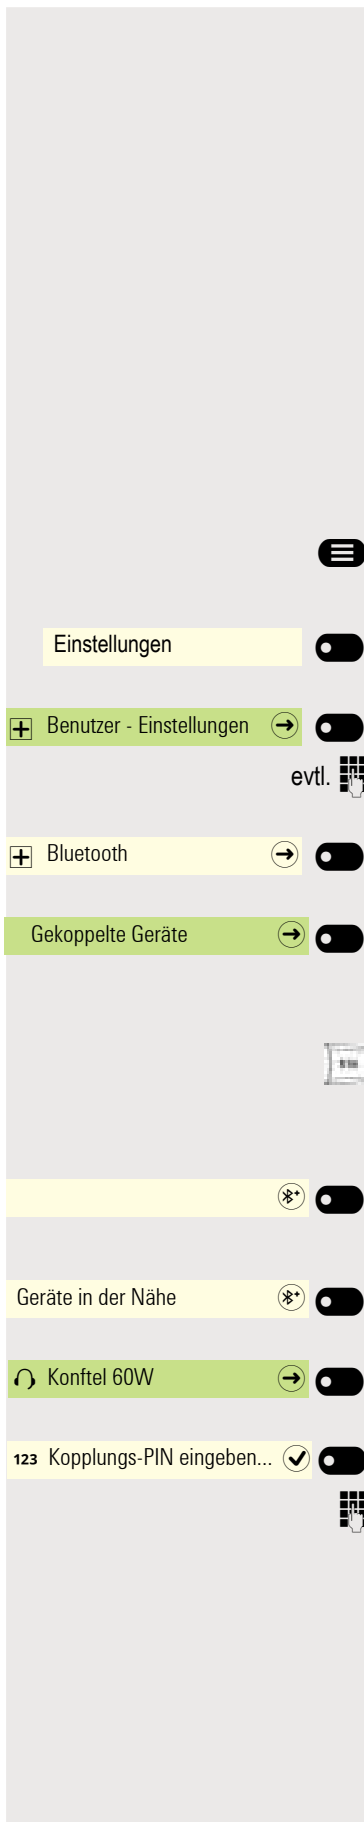 Einstellungen
Benutzer - Einstellungen
evtl.
Bluetooth
Gekoppelte Geräte
Geräte in der Nähe
Konftel 60W
123 Kopplungs-PIN eingeben...